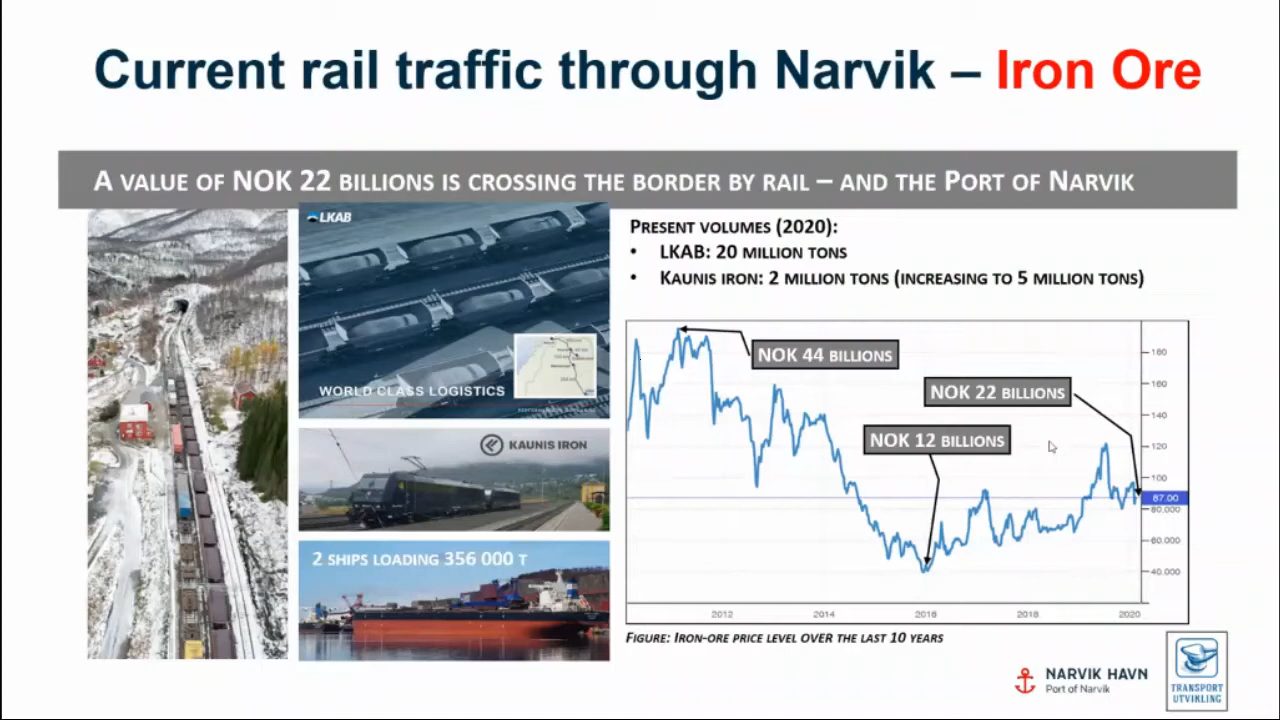 Current rail traffic through Narvik – Iron Ore
A VALUE OF NOK 22 BILLIONS IS CROSSING THE BORDER BY RAIL – AND THE PORT OF NARVIK
LKAB
WORLD CLASS LOGISTICS
KAUNIS IRON
2 SHIPS LOADING 356 000 T
PRESENT VOLUMES (2020):
• LKAB: 20 MILLION TONS
• KAUNIS IRON: 2 MILLION TONS (INCREASING TO 5 MILLION TONS)
NOK 44 BILLIONS
NOK 22 BILLIONS
NOK 12 BILLIONS
180
160
140
120
100
87.00
80.000
60.000
40.000
2012 2014 2016 2018 2020
FIGURE: IRON-ORE PRICE LEVEL OVER THE LAST 10 YEARS
NARVIK HAVN
Port of Narvik
TRANSPORT
UTVIKLING